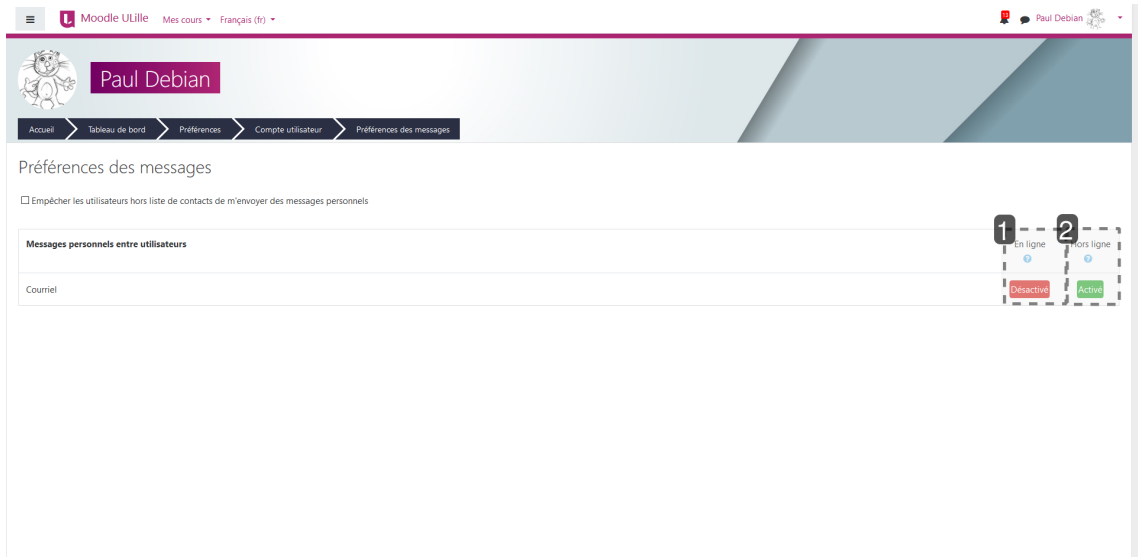 Moodle ULille Mes cours Français (fr) 13 Paul Debian
Paul Debian
Accueil Tableau de bord Préférences Compte utilisateur Préférences des messages
Préférences des messages
Empêcher les utilisateurs hors liste de contacts de m'envoyer des messages personnels
1 2
Messages personnels entre utilisateurs En ligne Hors ligne
? ?
Courriel Désactivé Activé